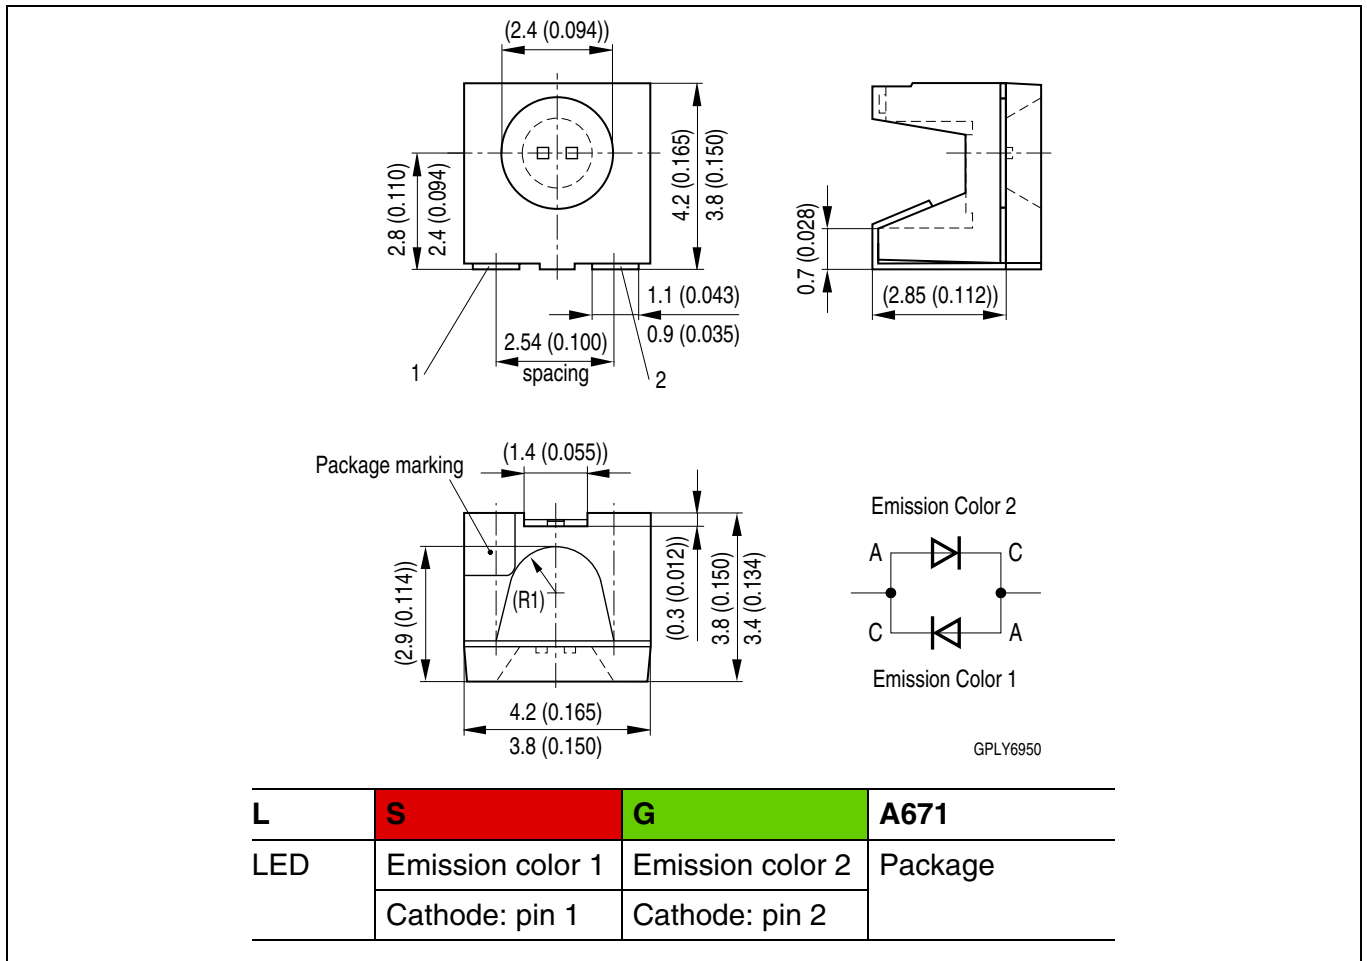 (2.4 (0.094))
2.8 (0.110)
2.4 (0.094)
4.2 (0.165)
3.8 (0.150)
0.7 (0.028)
(2.85 (0.112))
1.1 (0.043)
0.9 (0.035)
2.54 (0.100)
spacing
1
2
Package marking
(1.4 (0.055))
(2.9 (0.114))
(R1)
(0.3 (0.012))
3.8 (0.150)
3.4 (0.134)
4.2 (0.165)
3.8 (0.150)
Emission Color 2
A C
C A
Emission Color 1
GPLY6950
L S G A671
LED Emission color 1 Emission color 2 Package
Cathode: pin 1 Cathode: pin 2